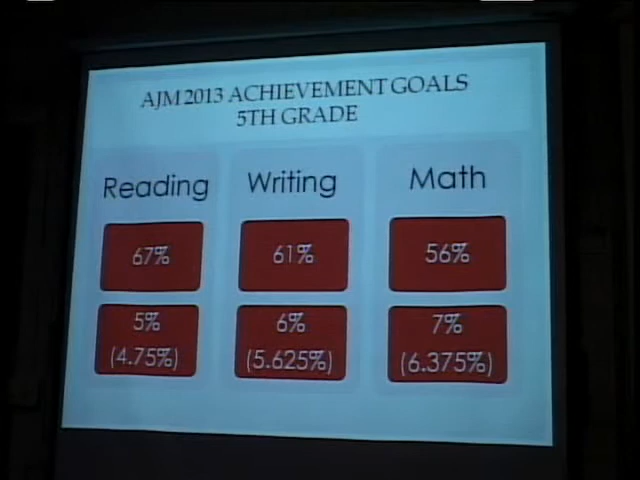 AJM 2013 ACHIEVEMENT GOALS
5TH GRADE
Reading
67%
5%
(4.75%)
Writing
61%
6%
(5.625%)
Math
56%
7%
(6.375%)